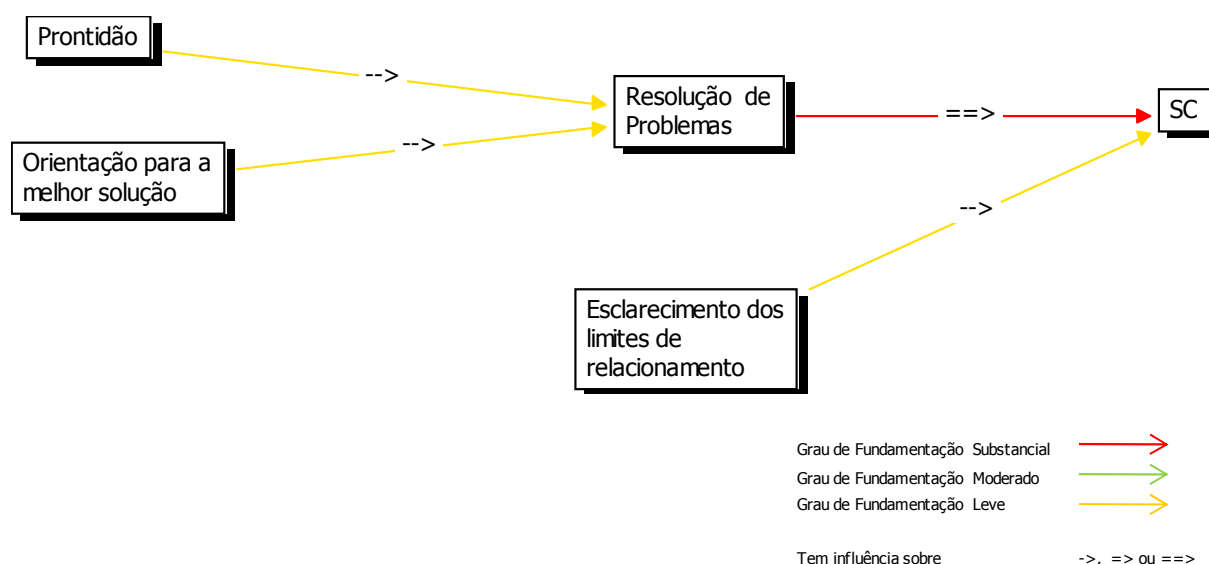 Prontidão
-->
Resolução de
Problemas
==>
SC
Orientação para a
melhor solução
-->
-->
Esclarecimento dos
limites de
relacionamento
Grau de Fundamentação Substancial
Grau de Fundamentação Moderado
Grau de Fundamentação Leve
Tem influência sobre ->, => ou ==>